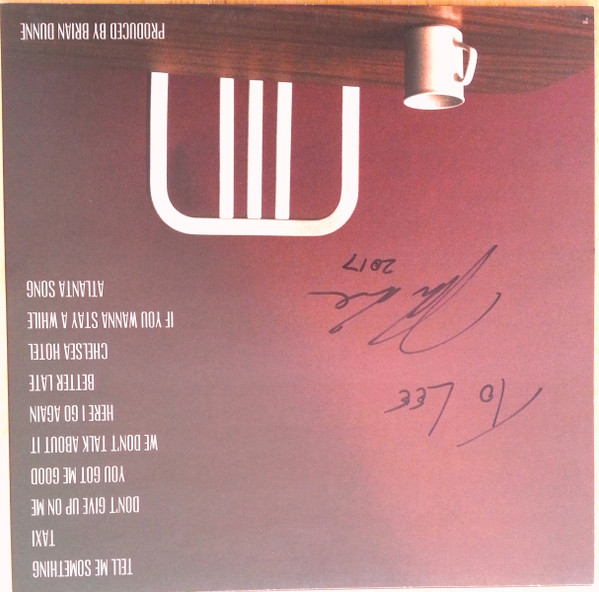 TELL ME SOMETHING
TAXI
DON'T GIVE UP ON ME
YOU GOT ME GOOD
WE DON'T TALK ABOUT IT
HERE I GO AGAIN
BETTER LATE
CHELSEA HOTEL
IF YOU WANNA STAY A WHILE
ATLANTA SONG
TO LEE
2017
PRODUCED BY BRIAN DUNNE